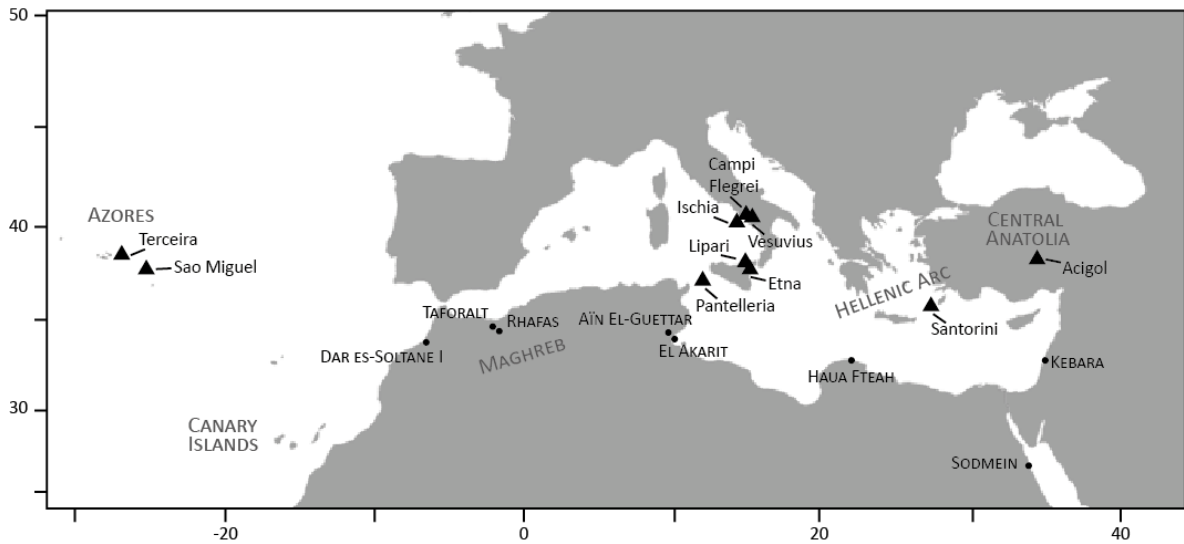 50
40
30
-20
0
20
40
AZORES
Terceira
Sao Miguel
CANARY
ISLANDS
TAFORALT
RHAFAS
DAR ES-SOLTANE I
MAGHREB
AÏN EL-GUETTAR
EL AKARIT
Campi
Flegrei
Ischia
Vesuvius
Lipari
Etna
Pantelleria
HELLENIC ARC
Santorini
CENTRAL
ANATOLIA
Acigol
HAUA FTEAH
KEBARA
SODMEIN